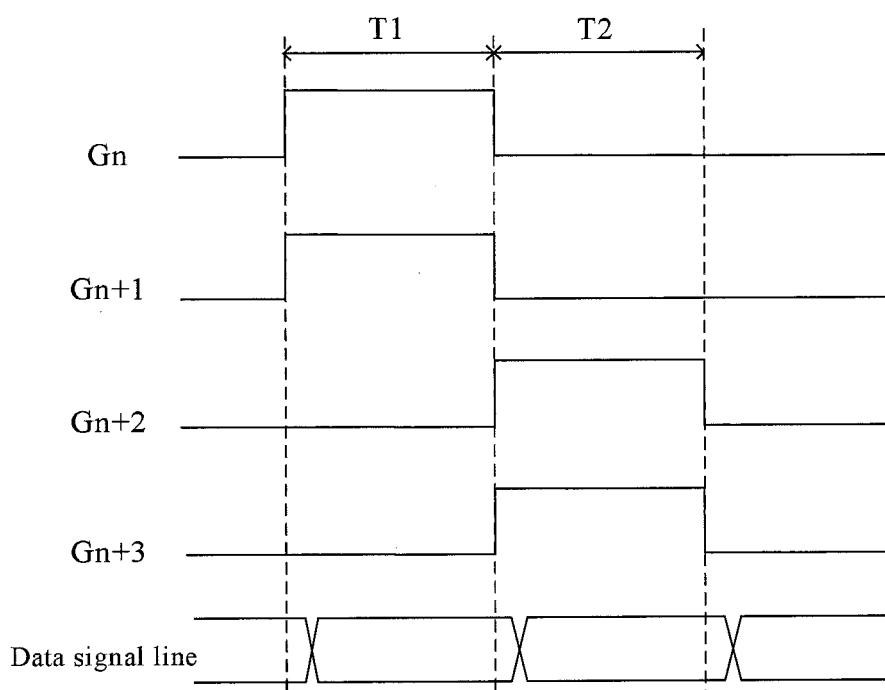 T1
T2
Gn
Gn+1
Gn+2
Gn+3
Data signal line